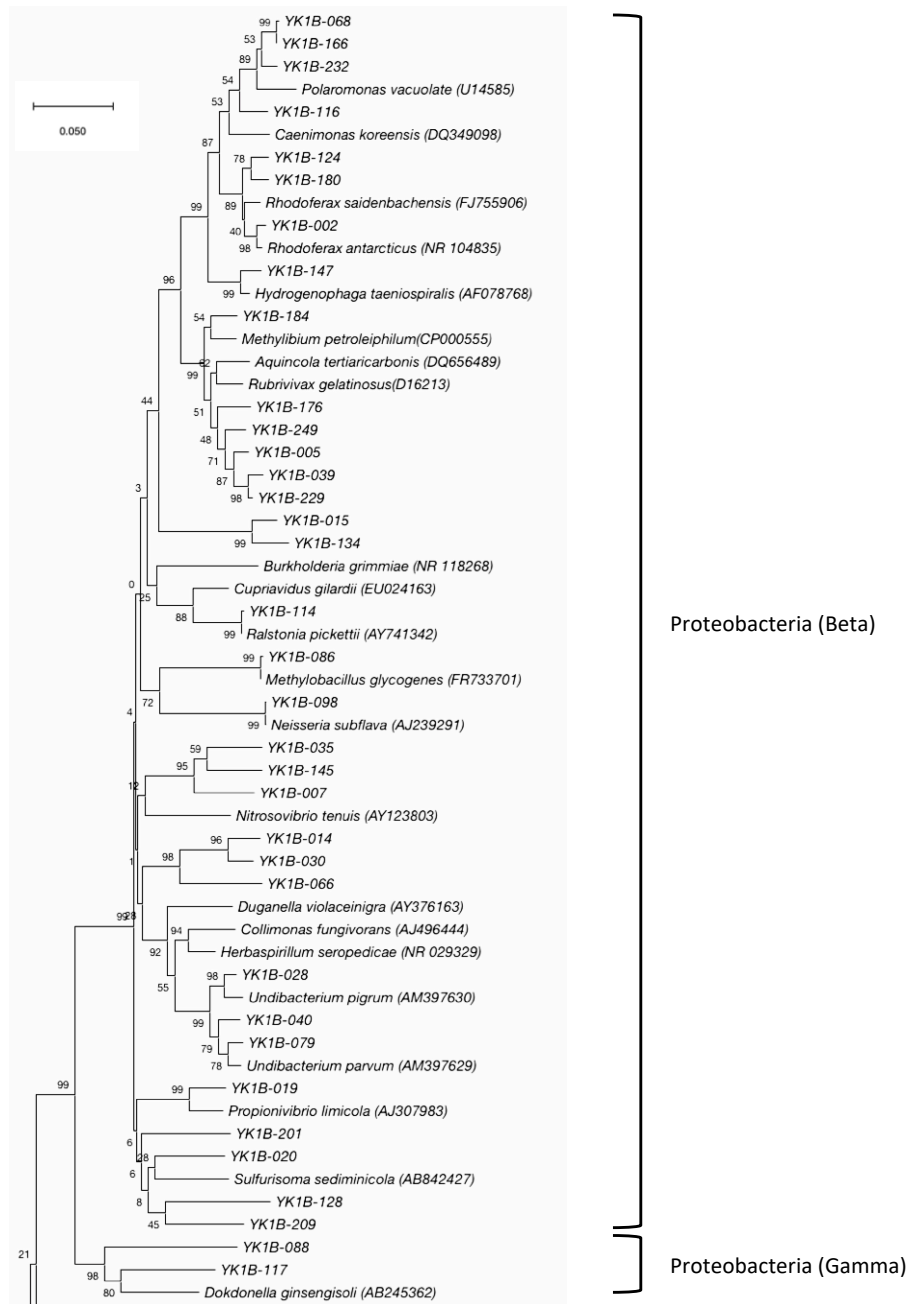 99 YK1B-068
53 YK1B-166
89 YK1B-232
54 Polaromonas vacuolate (U14585)
0.050
53 YK1B-116
Caenimonas koreensis (DQ349098)
87
78 YK1B-124
YK1B-180
89 Rhodoferax saidenbachensis (FJ755906)
99
40 YK1B-002
98 Rhodoferax antarcticus (NR 104835)
YK1B-147
99 Hydrogenophaga taeniospiralis (AF078768)
96
54 YK1B-184
Methylibium petroleiphilum(CP000555)
62 Aquincola tertiaricarbonis (DQ656489)
99
Rubrivivax gelatinosus(D16213)
44
51 YK1B-176
48 YK1B-249
71 YK1B-005
87 YK1B-039
98 YK1B-229
3
YK1B-015
99 YK1B-134
Burkholderia grimmiae (NR 118268)
0
25 Cupriavidus gilardii (EU024163)
88 YK1B-114
99 Ralstonia pickettii (AY741342)
Proteobacteria (Beta)
99 YK1B-086
Methylobacillus glycogenes (FR733701)
72 YK1B-098
4
99 Neisseria subflava (AJ239291)
59 YK1B-035
95 YK1B-145
12 YK1B-007
Nitrosovibrio tenuis (AY123803)
96 YK1B-014
1 98 YK1B-030
YK1B-066
99 28 Duganella violaceinigra (AY376163)
94 Collimonas fungivorans (AJ496444)
92 Herbaspirillum seropedicae (NR 029329)
55 98 YK1B-028
Undibacterium pigrum (AM397630)
99 YK1B-040
79 YK1B-079
78 Undibacterium parvum (AM397629)
99
99 YK1B-019
Propionivibrio limicola (AJ307983)
6 YK1B-201
28 YK1B-020
6 Sulfurisoma sediminicola (AB842427)
8 YK1B-128
45 YK1B-209
21 YK1B-088
Proteobacteria (Gamma)
98 YK1B-117
80 Dokdonella ginsengisoli (AB245362)